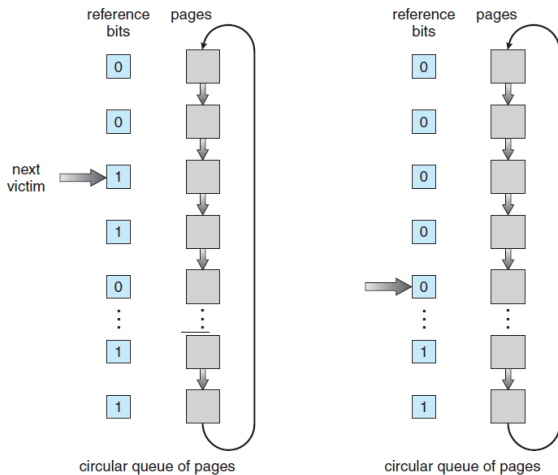 reference bits
pages
0
0
next victim
1
1
0
1
1
circular queue of pages
reference bits
pages
0
0
0
0
0
1
1
circular queue of pages